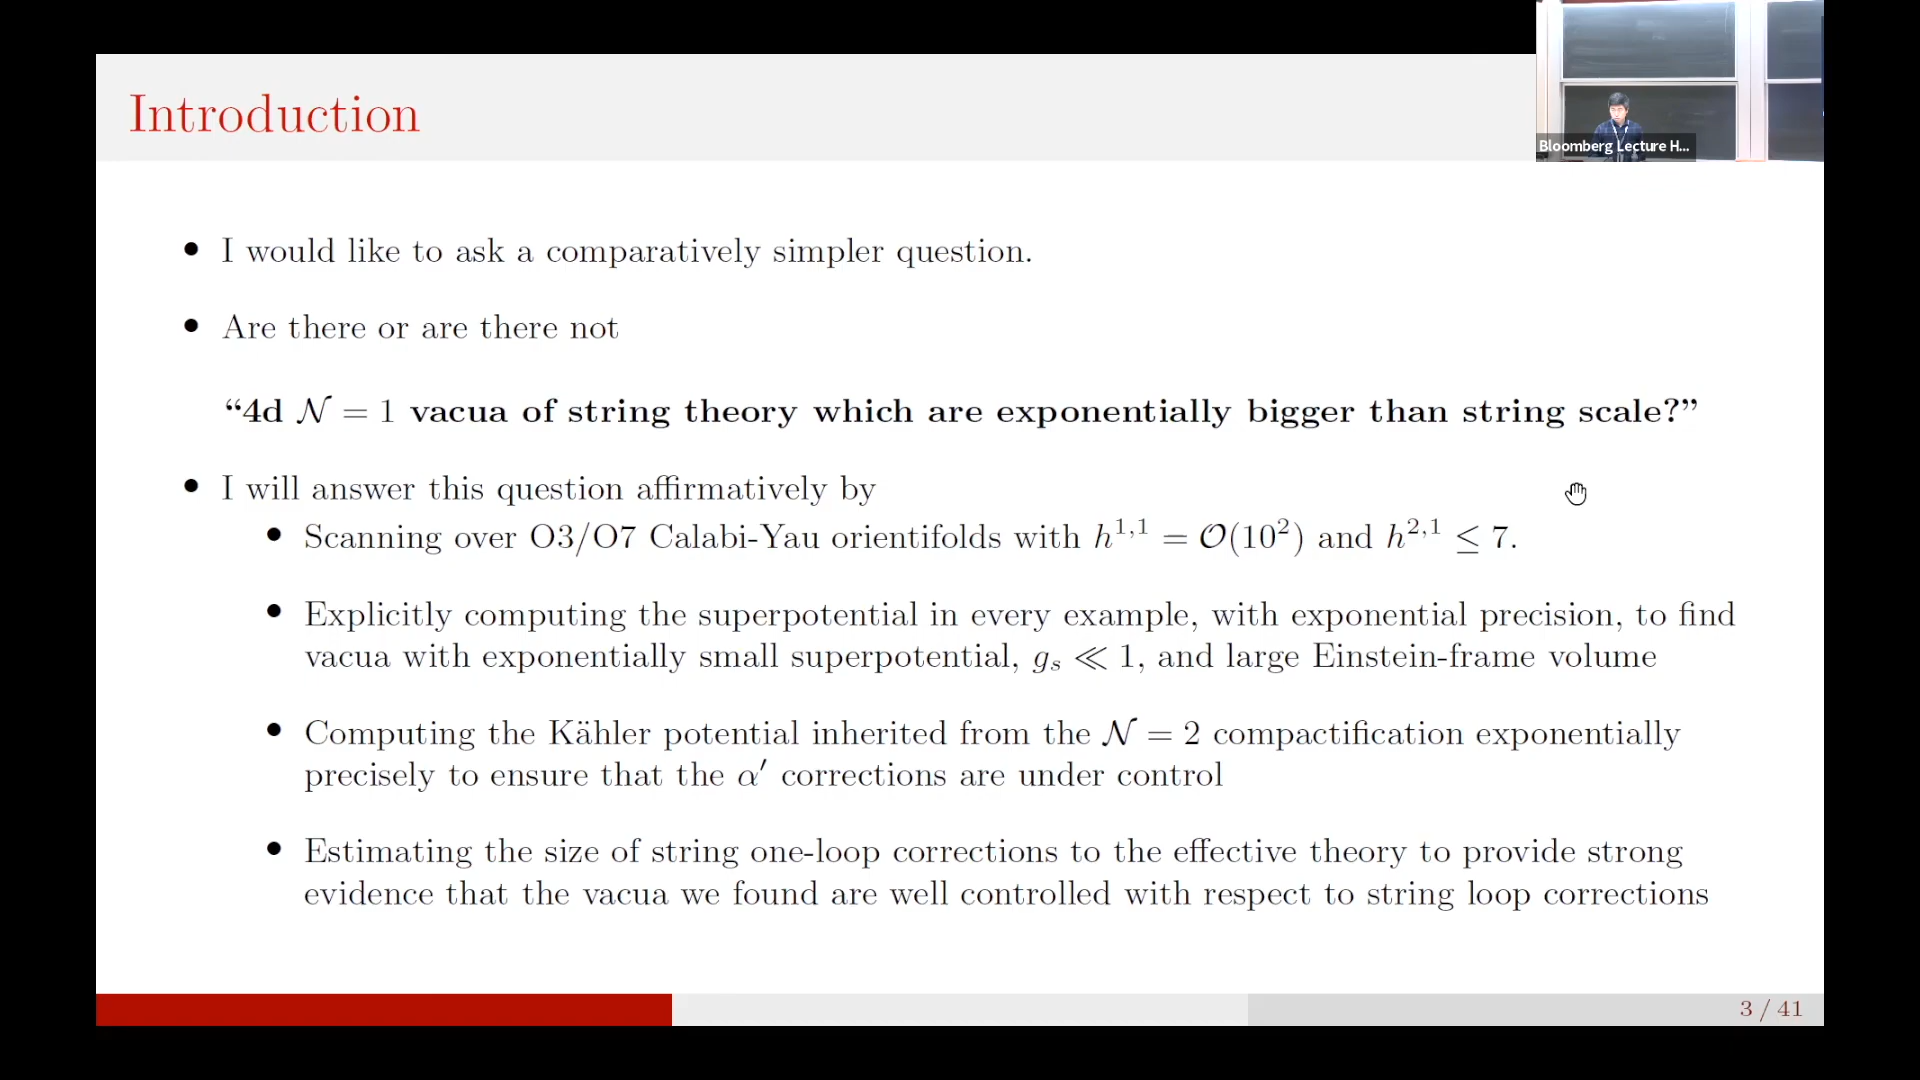 Introduction
Bloomberg Lecture H...
• I would like to ask a comparatively simpler question.
• Are there or are there not
“4d 𝒩 = 1 vacua of string theory which are exponentially bigger than string scale?”
• I will answer this question affirmatively by
• Scanning over O3/O7 Calabi-Yau orientifolds with h^{1,1} = 𝒪(10²) and h^{2,1} ≤ 7.
• Explicitly computing the superpotential in every example, with exponential precision, to find
vacua with exponentially small superpotential, g_s ≪ 1, and large Einstein-frame volume
• Computing the Kähler potential inherited from the 𝒩 = 2 compactification exponentially
precisely to ensure that the α′ corrections are under control
• Estimating the size of string one-loop corrections to the effective theory to provide strong
evidence that the vacua we found are well controlled with respect to string loop corrections
3 / 41